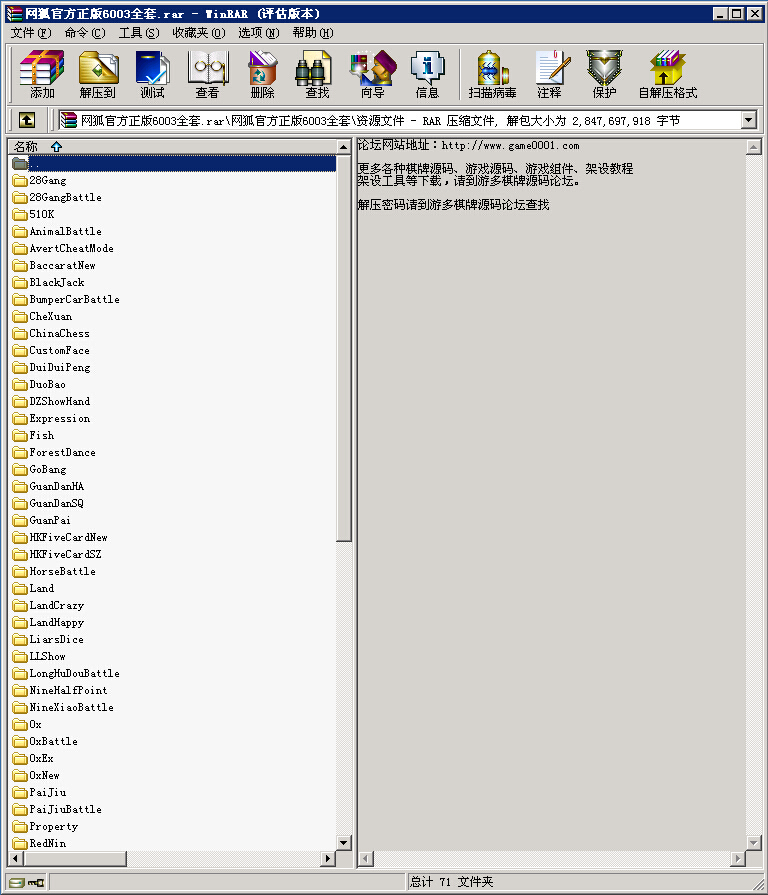 网狐官方正版6003全套.rar - WinRAR (评估版本)
文件(F) 命令(C) 工具(S) 收藏夹(O) 选项(N) 帮助(H)
添加 解压到 测试 查看 删除 查找 向导 信息 扫描病毒 注释 保护 自解压格式
网狐官方正版6003全套.rar\网狐官方正版6003全套\资源文件 - RAR 压缩文件, 解包大小为 2,847,697,918 字节
名称
..
28Gang
28GangBattle
510K
AnimalBattle
AvertCheatMode
BaccaratNew
BlackJack
BumperCarBattle
CheXuan
ChinaChess
CustomFace
DuiDuiPeng
DuoBao
DZShowHand
Expression
Fish
ForestDance
GoBang
GuanDanHA
GuanDanSQ
GuanPai
HKFiveCardNew
HKFiveCardSZ
HorseBattle
Land
LandCrazy
LandHappy
LiarsDice
LLShow
LongHuDouBattle
NineHalfPoint
NineXiaoBattle
Ox
OxBattle
OxEx
OxNew
PaiJiu
PaiJiuBattle
Property
RedNin
论坛网站地址：http://www.game0001.com
更多各种棋牌源码、游戏源码、游戏组件、架设教程
架设工具等下载，请到游多棋牌源码论坛。
解压密码请到游多棋牌源码论坛查找
总计 71 文件夹